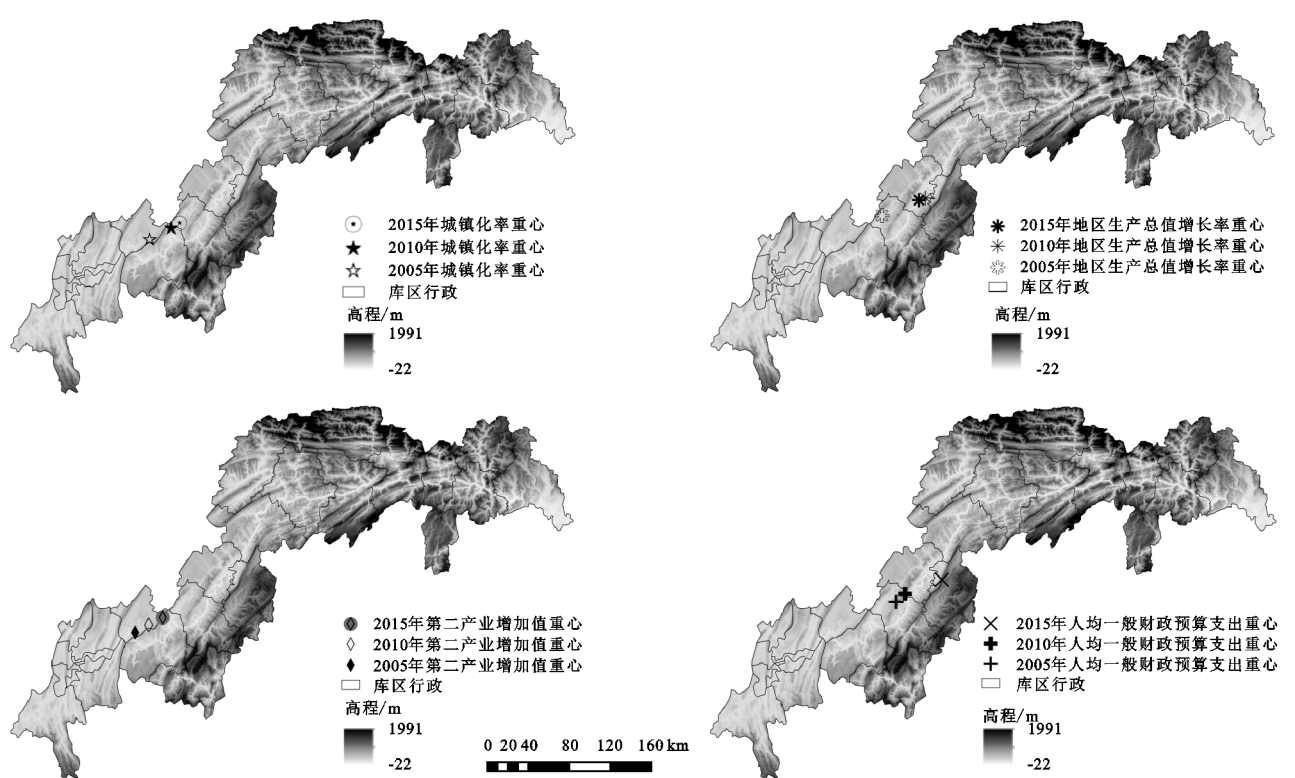 2015年城镇化率重心
2010年城镇化率重心
2005年城镇化率重心
库区行政
高程/m
1991
-22
2015年地区生产总值增长率重心
2010年地区生产总值增长率重心
2005年地区生产总值增长率重心
库区行政
高程/m
1991
-22
2015年第二产业增加值重心
2010年第二产业增加值重心
2005年第二产业增加值重心
库区行政
高程/m
1991
-22
0 20 40 80 120 160 km
2015年人均一般财政预算支出重心
2010年人均一般财政预算支出重心
2005年人均一般财政预算支出重心
库区行政
高程/m
1991
-22